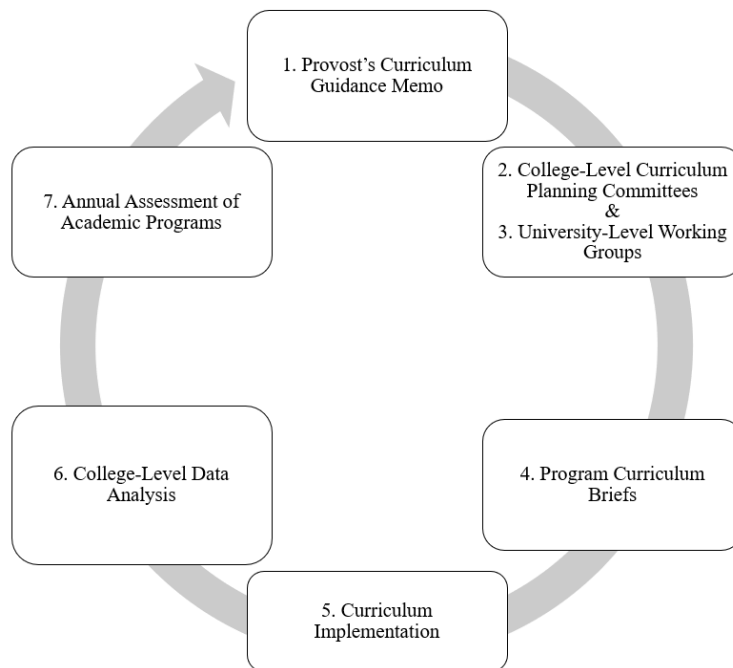 1. Provost’s Curriculum
Guidance Memo
2. College-Level Curriculum
Planning Committees
&
3. University-Level Working
Groups
4. Program Curriculum
Briefs
5. Curriculum
Implementation
6. College-Level Data
Analysis
7. Annual Assessment of
Academic Programs